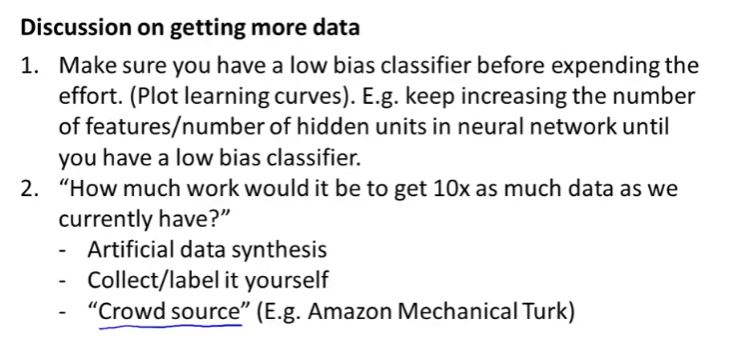 Discussion on getting more data
1. Make sure you have a low bias classifier before expending the
effort. (Plot learning curves). E.g. keep increasing the number
of features/number of hidden units in neural network until
you have a low bias classifier.
2. “How much work would it be to get 10x as much data as we
currently have?”
- Artificial data synthesis
- Collect/label it yourself
- “Crowd source” (E.g. Amazon Mechanical Turk)